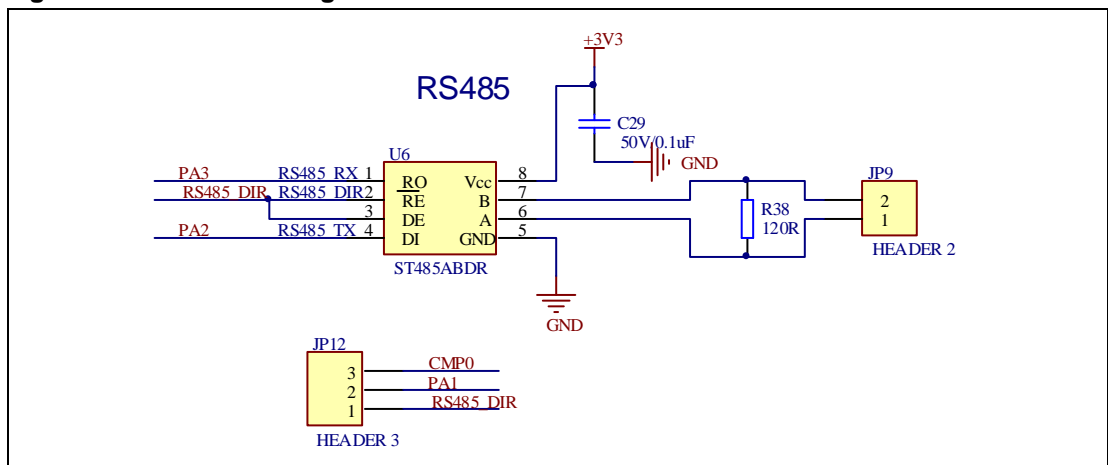 +3V3
RS485
C29
50V/0.1uF
GND
U6
PA3 RS485_RX 1 RO Vcc 8
RS485_DIR RS485_DIR 2 RE B 7
3 DE A 6
PA2 RS485_TX 4 DI GND 5
ST485ABDR
GND
R38
120R
JP9
2
1
HEADER 2
JP12
3 CMP0
2 PA1
1 RS485_DIR
HEADER 3